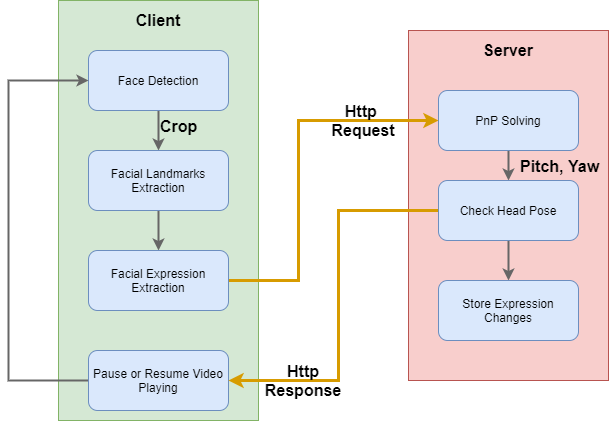 Client
Face Detection
Crop
Facial Landmarks
Extraction
Facial Expression
Extraction
Pause or Resume Video
Playing
Http
Request
Http
Response
Server
PnP Solving
Pitch, Yaw
Check Head Pose
Store Expression
Changes